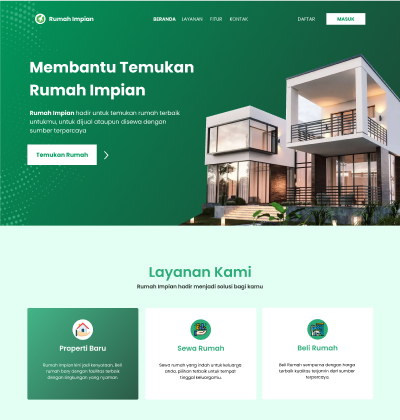 Rumah Impian
BERANDA LAYANAN FITUR KONTAK
DAFTAR MASUK
Membantu Temukan
Rumah Impian
Rumah Impian hadir untuk temukan rumah terbaik
untukmu, untuk dijual ataupun disewa dengan
sumber terpercaya
Temukan Rumah
Layanan Kami
Rumah Impian hadir menjadi solusi bagi kamu
Properti Baru
Rumah impian kini jadi kenyataan, Beli
rumah baru dengan fasilitas terbaik
dengan lingkungan yang nyaman.
Sewa Rumah
Sewa rumah yang indah untuk keluarga
anda, pilihan terbaik untuk tempat
tinggal keluargamu.
Beli Rumah
Beli Rumah sempurna dengan harga
terbaik kualitas terjamin dari sumber
terpercaya